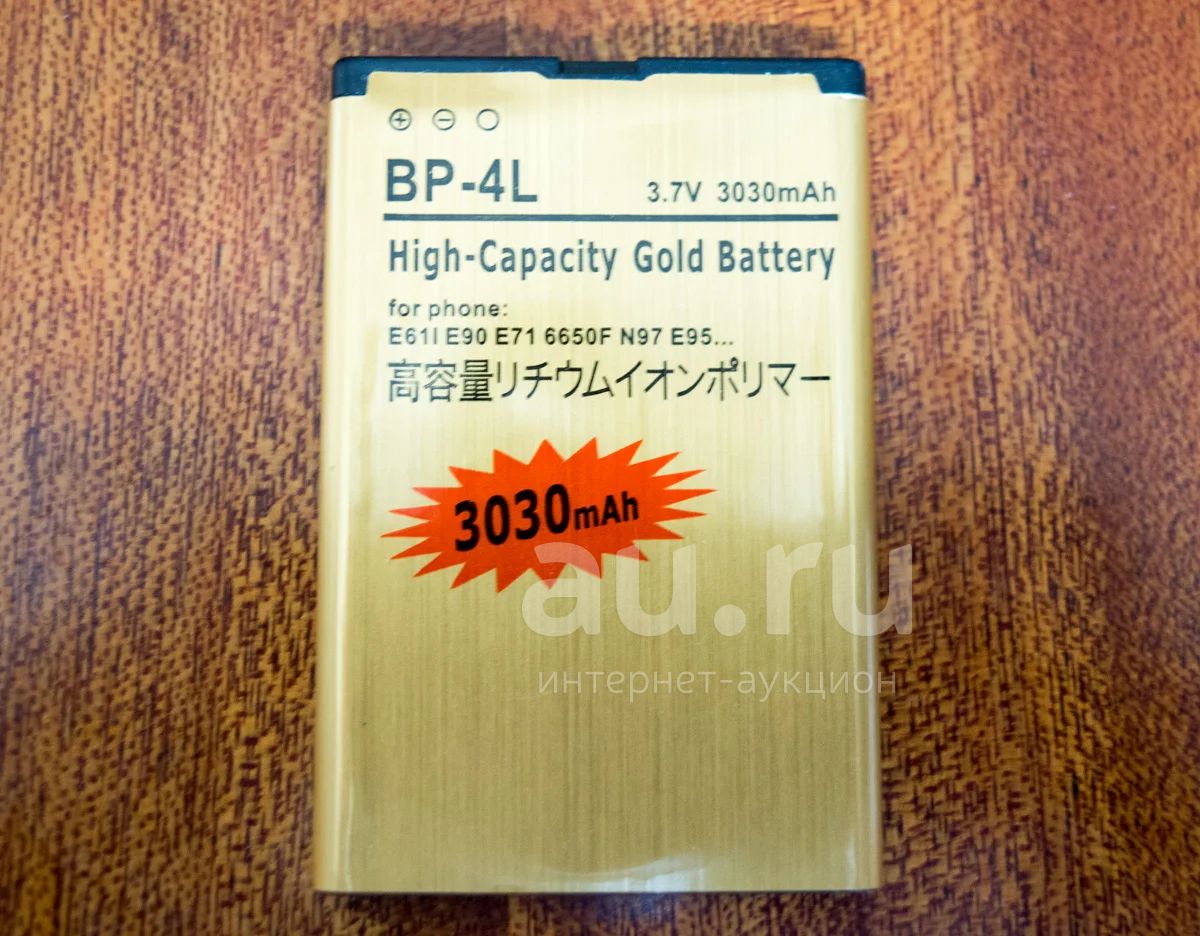 ⊕ ⊖ ○
BP-4L 3.7V 3030mAh
High-Capacity Gold Battery
for phone:
E61I E90 E71 6650F N97 E95...
高容量リチウムイオンポリマー
3030mAh
au.ru
интернет-аукцион